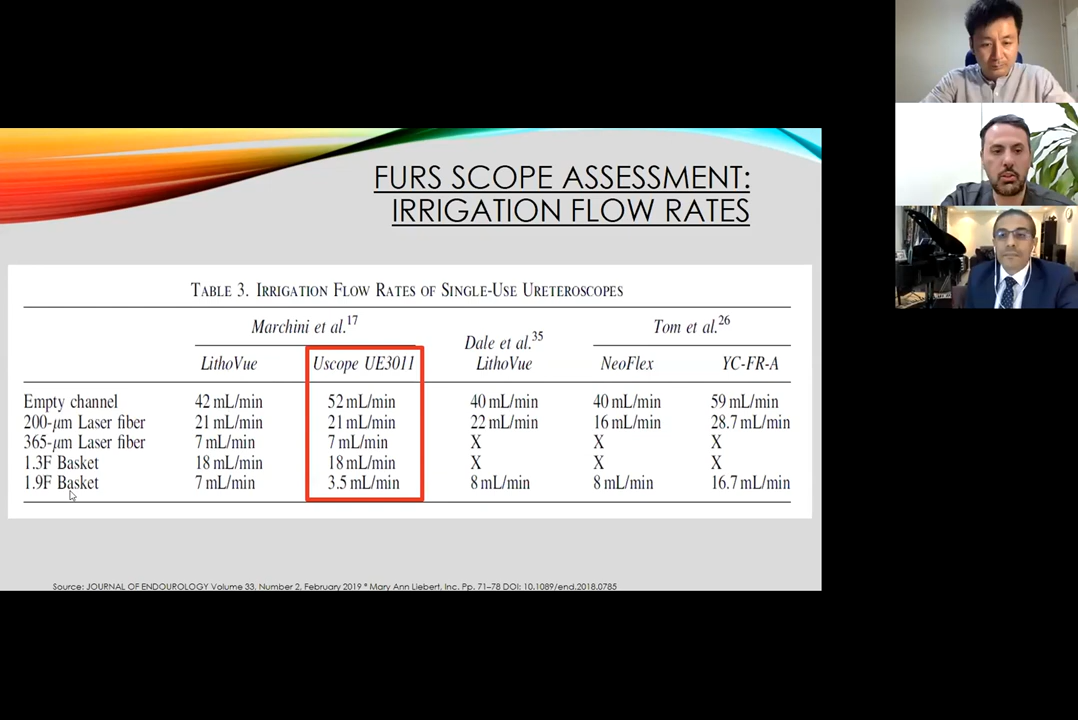 FURS SCOPE ASSESSMENT:
IRRIGATION FLOW RATES
TABLE 3. IRRIGATION FLOW RATES OF SINGLE-USE URETEROSCOPES
Marchini et al.17 Dale et al.35 Tom et al.26
LithoVue Uscope UE3011 LithoVue NeoFlex YC-FR-A
Empty channel 42 mL/min 52 mL/min 40 mL/min 40 mL/min 59 mL/min
200-μm Laser fiber 21 mL/min 21 mL/min 22 mL/min 16 mL/min 28.7 mL/min
365-μm Laser fiber 7 mL/min 7 mL/min X X X
1.3F Basket 18 mL/min 18 mL/min X X X
1.9F Basket 7 mL/min 3.5 mL/min 8 mL/min 8 mL/min 16.7 mL/min
Source: JOURNAL OF ENDOUROLOGY Volume 33, Number 2, February 2019 * Mary Ann Liebert, Inc. Pp. 71–78 DOI: 10.1089/end.2018.0785